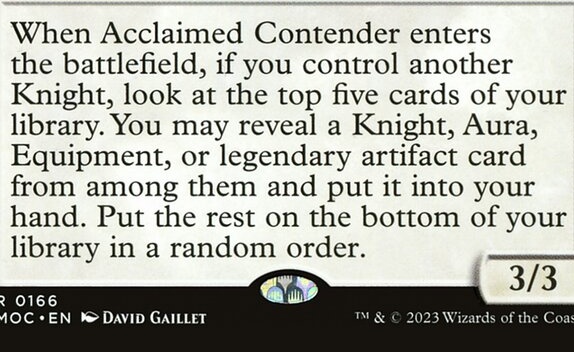 When Acclaimed Contender enters
the battlefield, if you control another
Knight, look at the top five cards of your
library. You may reveal a Knight, Aura,
Equipment, or legendary artifact card
from among them and put it into your
hand. Put the rest on the bottom of your
library in a random order.
3/3
R 0166
MOC • EN DAVID GAILLET
™ & © 2023 Wizards of the Coas